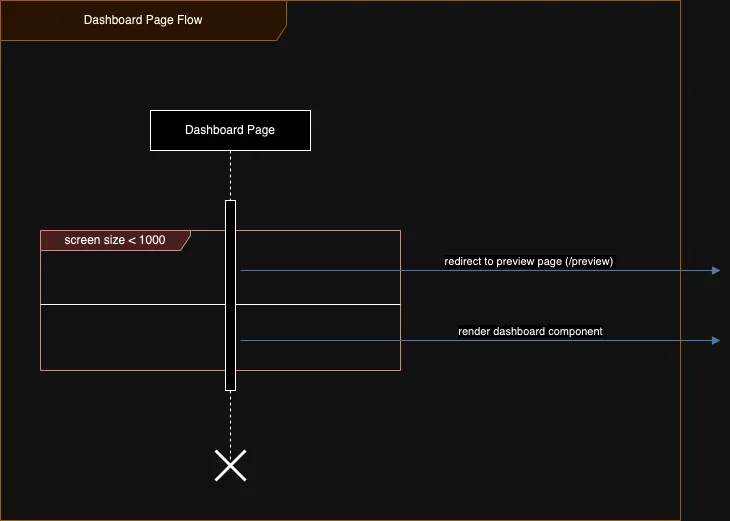 Dashboard Page Flow
Dashboard Page
screen size < 1000
redirect to preview page (/preview)
render dashboard component